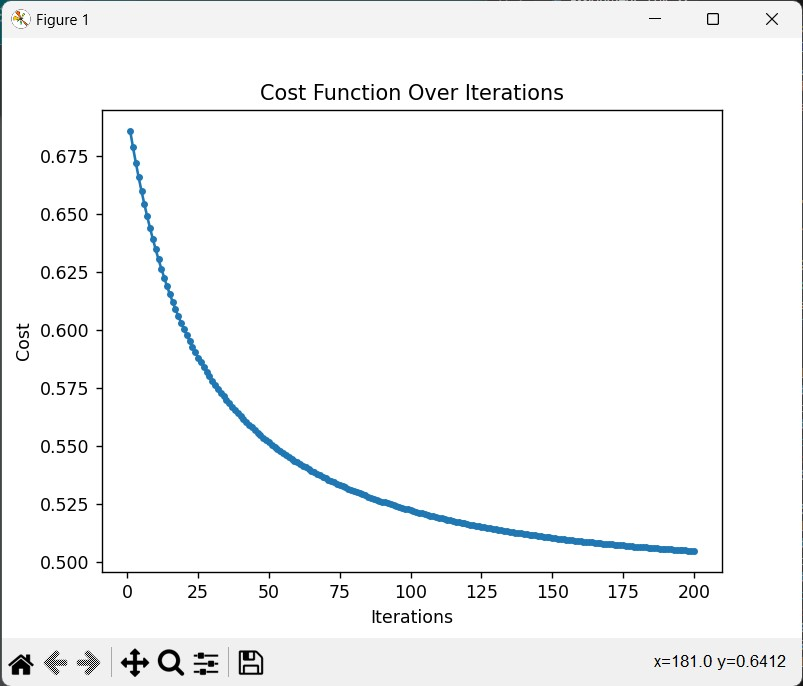 Figure 1
Cost Function Over Iterations
0.675
0.650
0.625
0.600
0.575
0.550
0.525
0.500
Cost
0 25 50 75 100 125 150 175 200
Iterations
x=181.0 y=0.6412